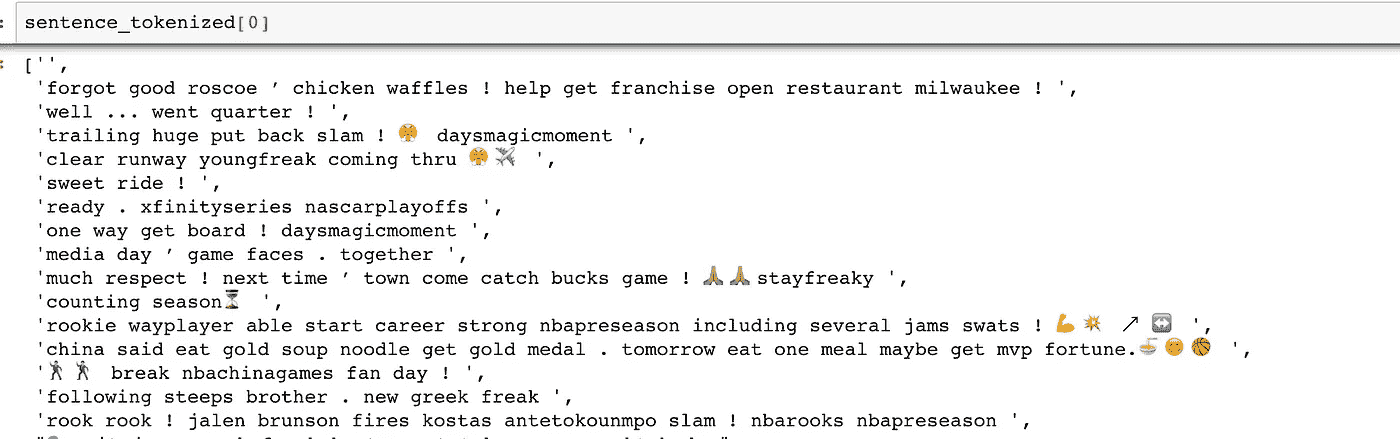 sentence_tokenized[0]
['',
'forgot good roscoe ’ chicken waffles ! help get franchise open restaurant milwaukee ! ',
'well ... went quarter ! ',
'trailing huge put back slam ! 😤 daysmagicmoment ',
'clear runway youngfreak coming thru 😤✈️ ',
'sweet ride ! ',
'ready . xfinityseries nascarplayoffs ',
'one way get board ! daysmagicmoment ',
'media day ’ game faces . together ',
'much respect ! next time ’ town come catch bucks game ! 🙏🙏stayfreaky ',
'counting season⏳ ',
'rookie wayplayer able start career strong nbapreseason including several jams swats ! 💪💥 ↗ ↔️ ',
'china said eat gold soup noodle get gold medal . tomorrow eat one meal maybe get mvp fortune.🍜😊🏀 ',
'🕺🕺 break nbachinagames fan day ! ',
'following steeps brother . new greek freak ',
'rook rook ! jalen brunson fires kostas antetokounmpo slam ! nbarooks nbapreseason ',